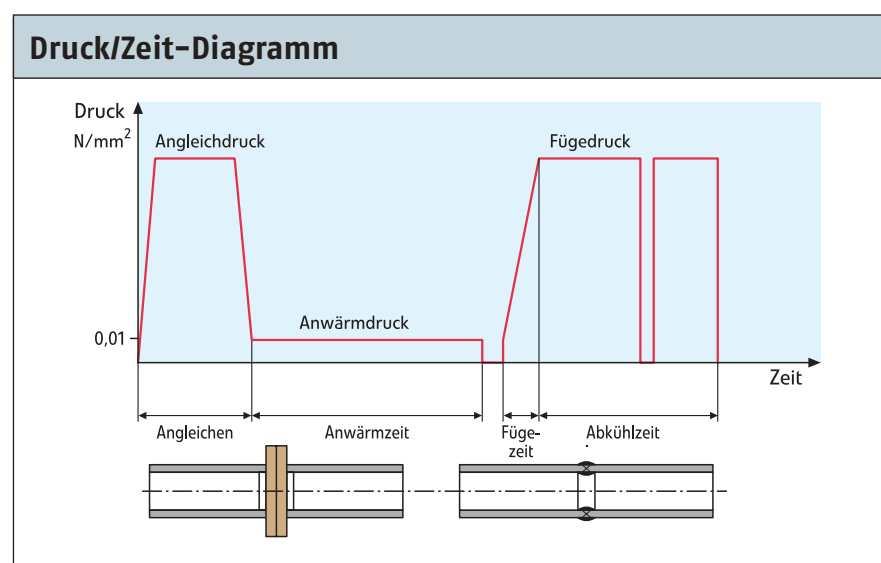 Druck/Zeit-Diagramm
Druck
N/mm²
Angleichdruck
Fügedruck
Anwärmdruck
0,01
Zeit
Angleichen
Anwärmzeit
Füge-
zeit
Abkühlzeit